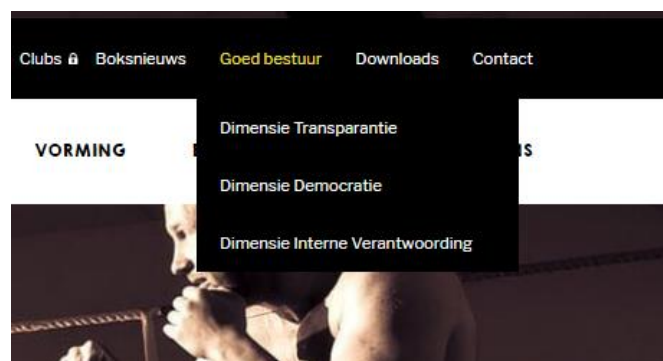 Clubs Boksnieuws Goed bestuur Downloads Contact
Dimensie Transparantie
VORMING
Dimensie Democratie
Dimensie Interne Verantwoording